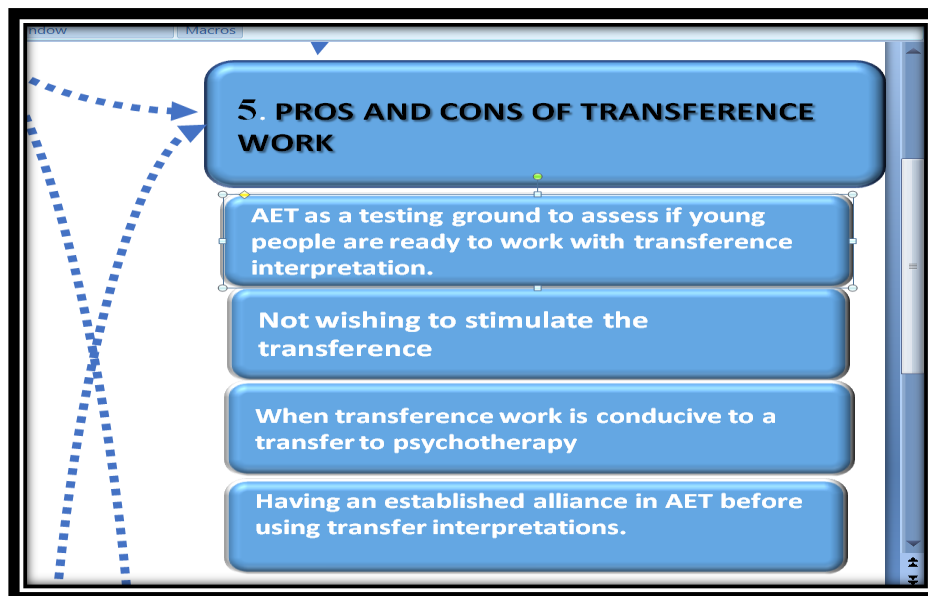 ndow Macros
5. PROS AND CONS OF TRANSFERENCE
WORK
AET as a testing ground to assess if young
people are ready to work with transference
interpretation.
Not wishing to stimulate the
transference
When transference work is conducive to a
transfer to psychotherapy
Having an established alliance in AET before
using transfer interpretations.